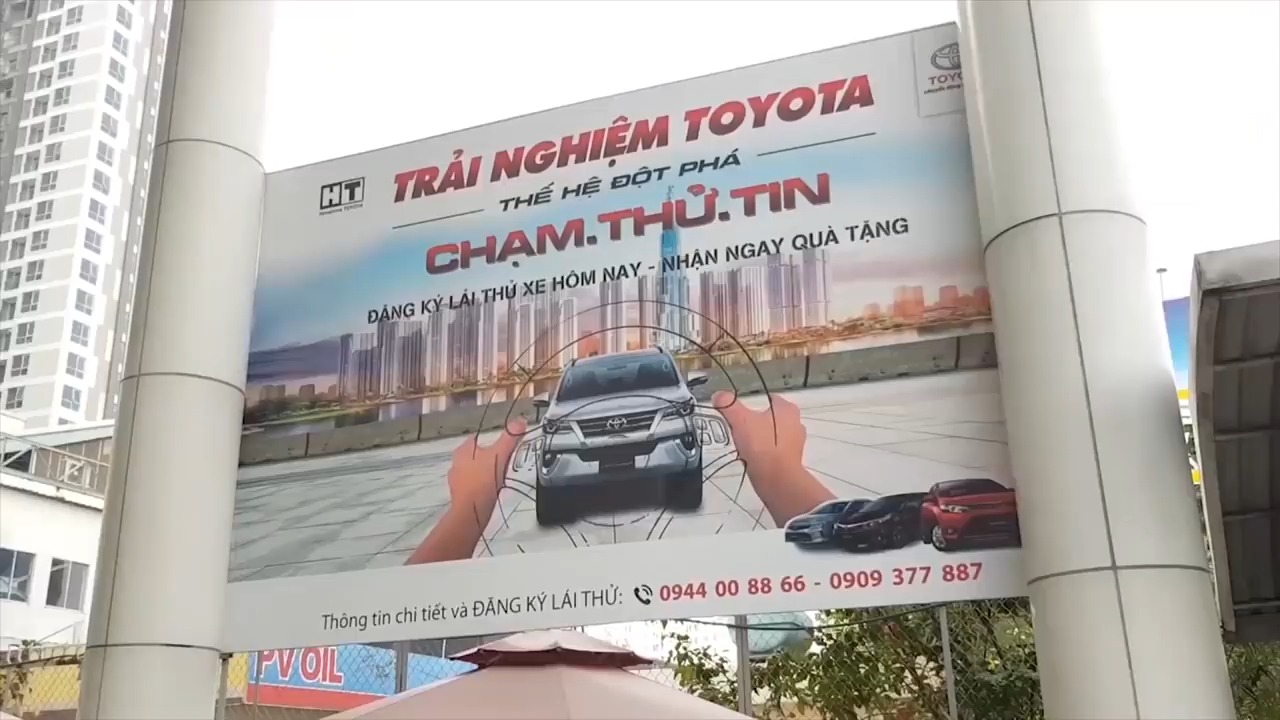 TRẢI NGHIỆM TOYOTA
THẾ HỆ ĐỘT PHÁ
CHẠM.THỬ.TIN
ĐĂNG KÝ LÁI THỬ XE HÔM NAY - NHẬN NGAY QUÀ TẶNG
HT
Thông tin chi tiết và ĐĂNG KÝ LÁI THỬ: 0944 00 88 66 - 0909 377 887
PV OIL